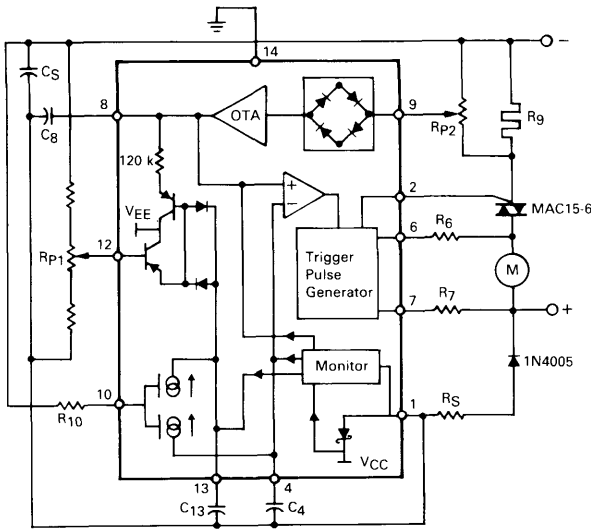 −
14
CS
8
C8
OTA
9
RP2
R9
120 k
VEE
+
−
2
MAC15-6
6
R6
12
RP1
Trigger
Pulse
Generator
M
7
R7
+
Monitor
1N4005
10
R10
1
RS
VCC
13
4
C13
C4